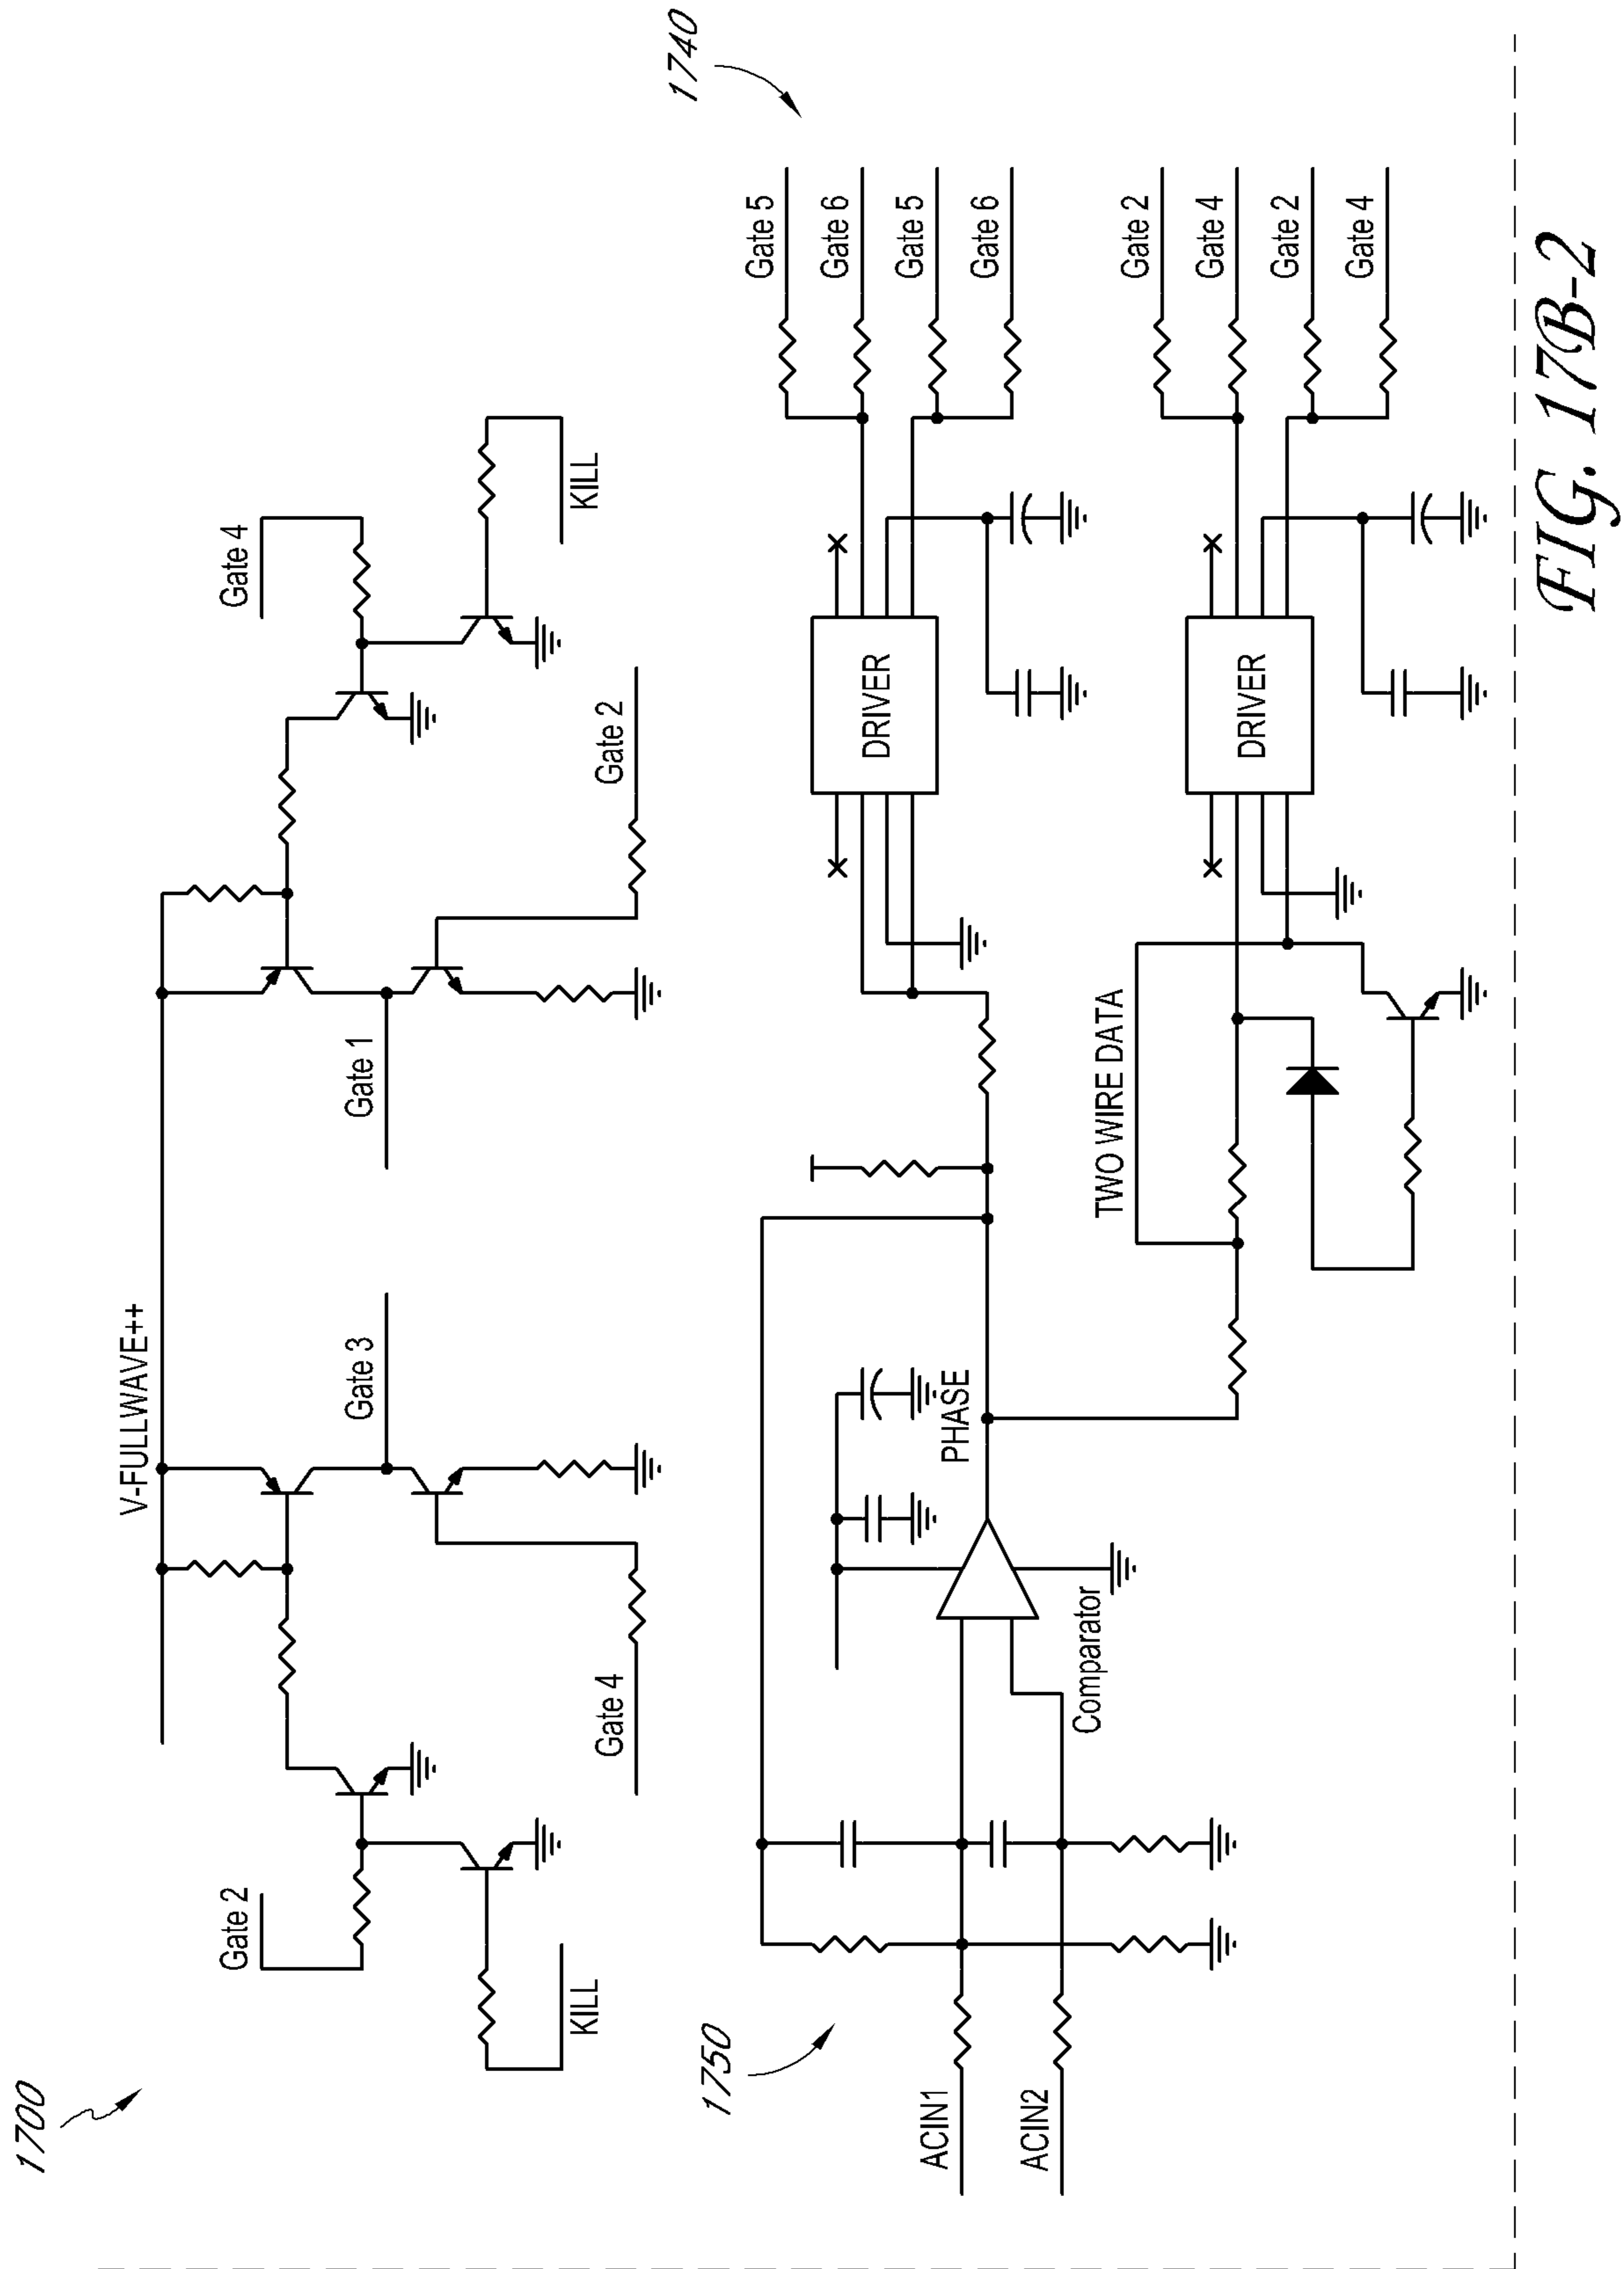 1700
V-FULLWAVE++
Gate 2
Gate 4
KILL
Gate 3
Gate 1
KILL
Gate 4
Gate 2
1750
1740
ACIN1
ACIN2
Comparator
PHASE
TWO WIRE DATA
DRIVER
Gate 5
Gate 6
Gate 5
Gate 6
DRIVER
Gate 2
Gate 4
Gate 2
Gate 4
FIG. 17B-2